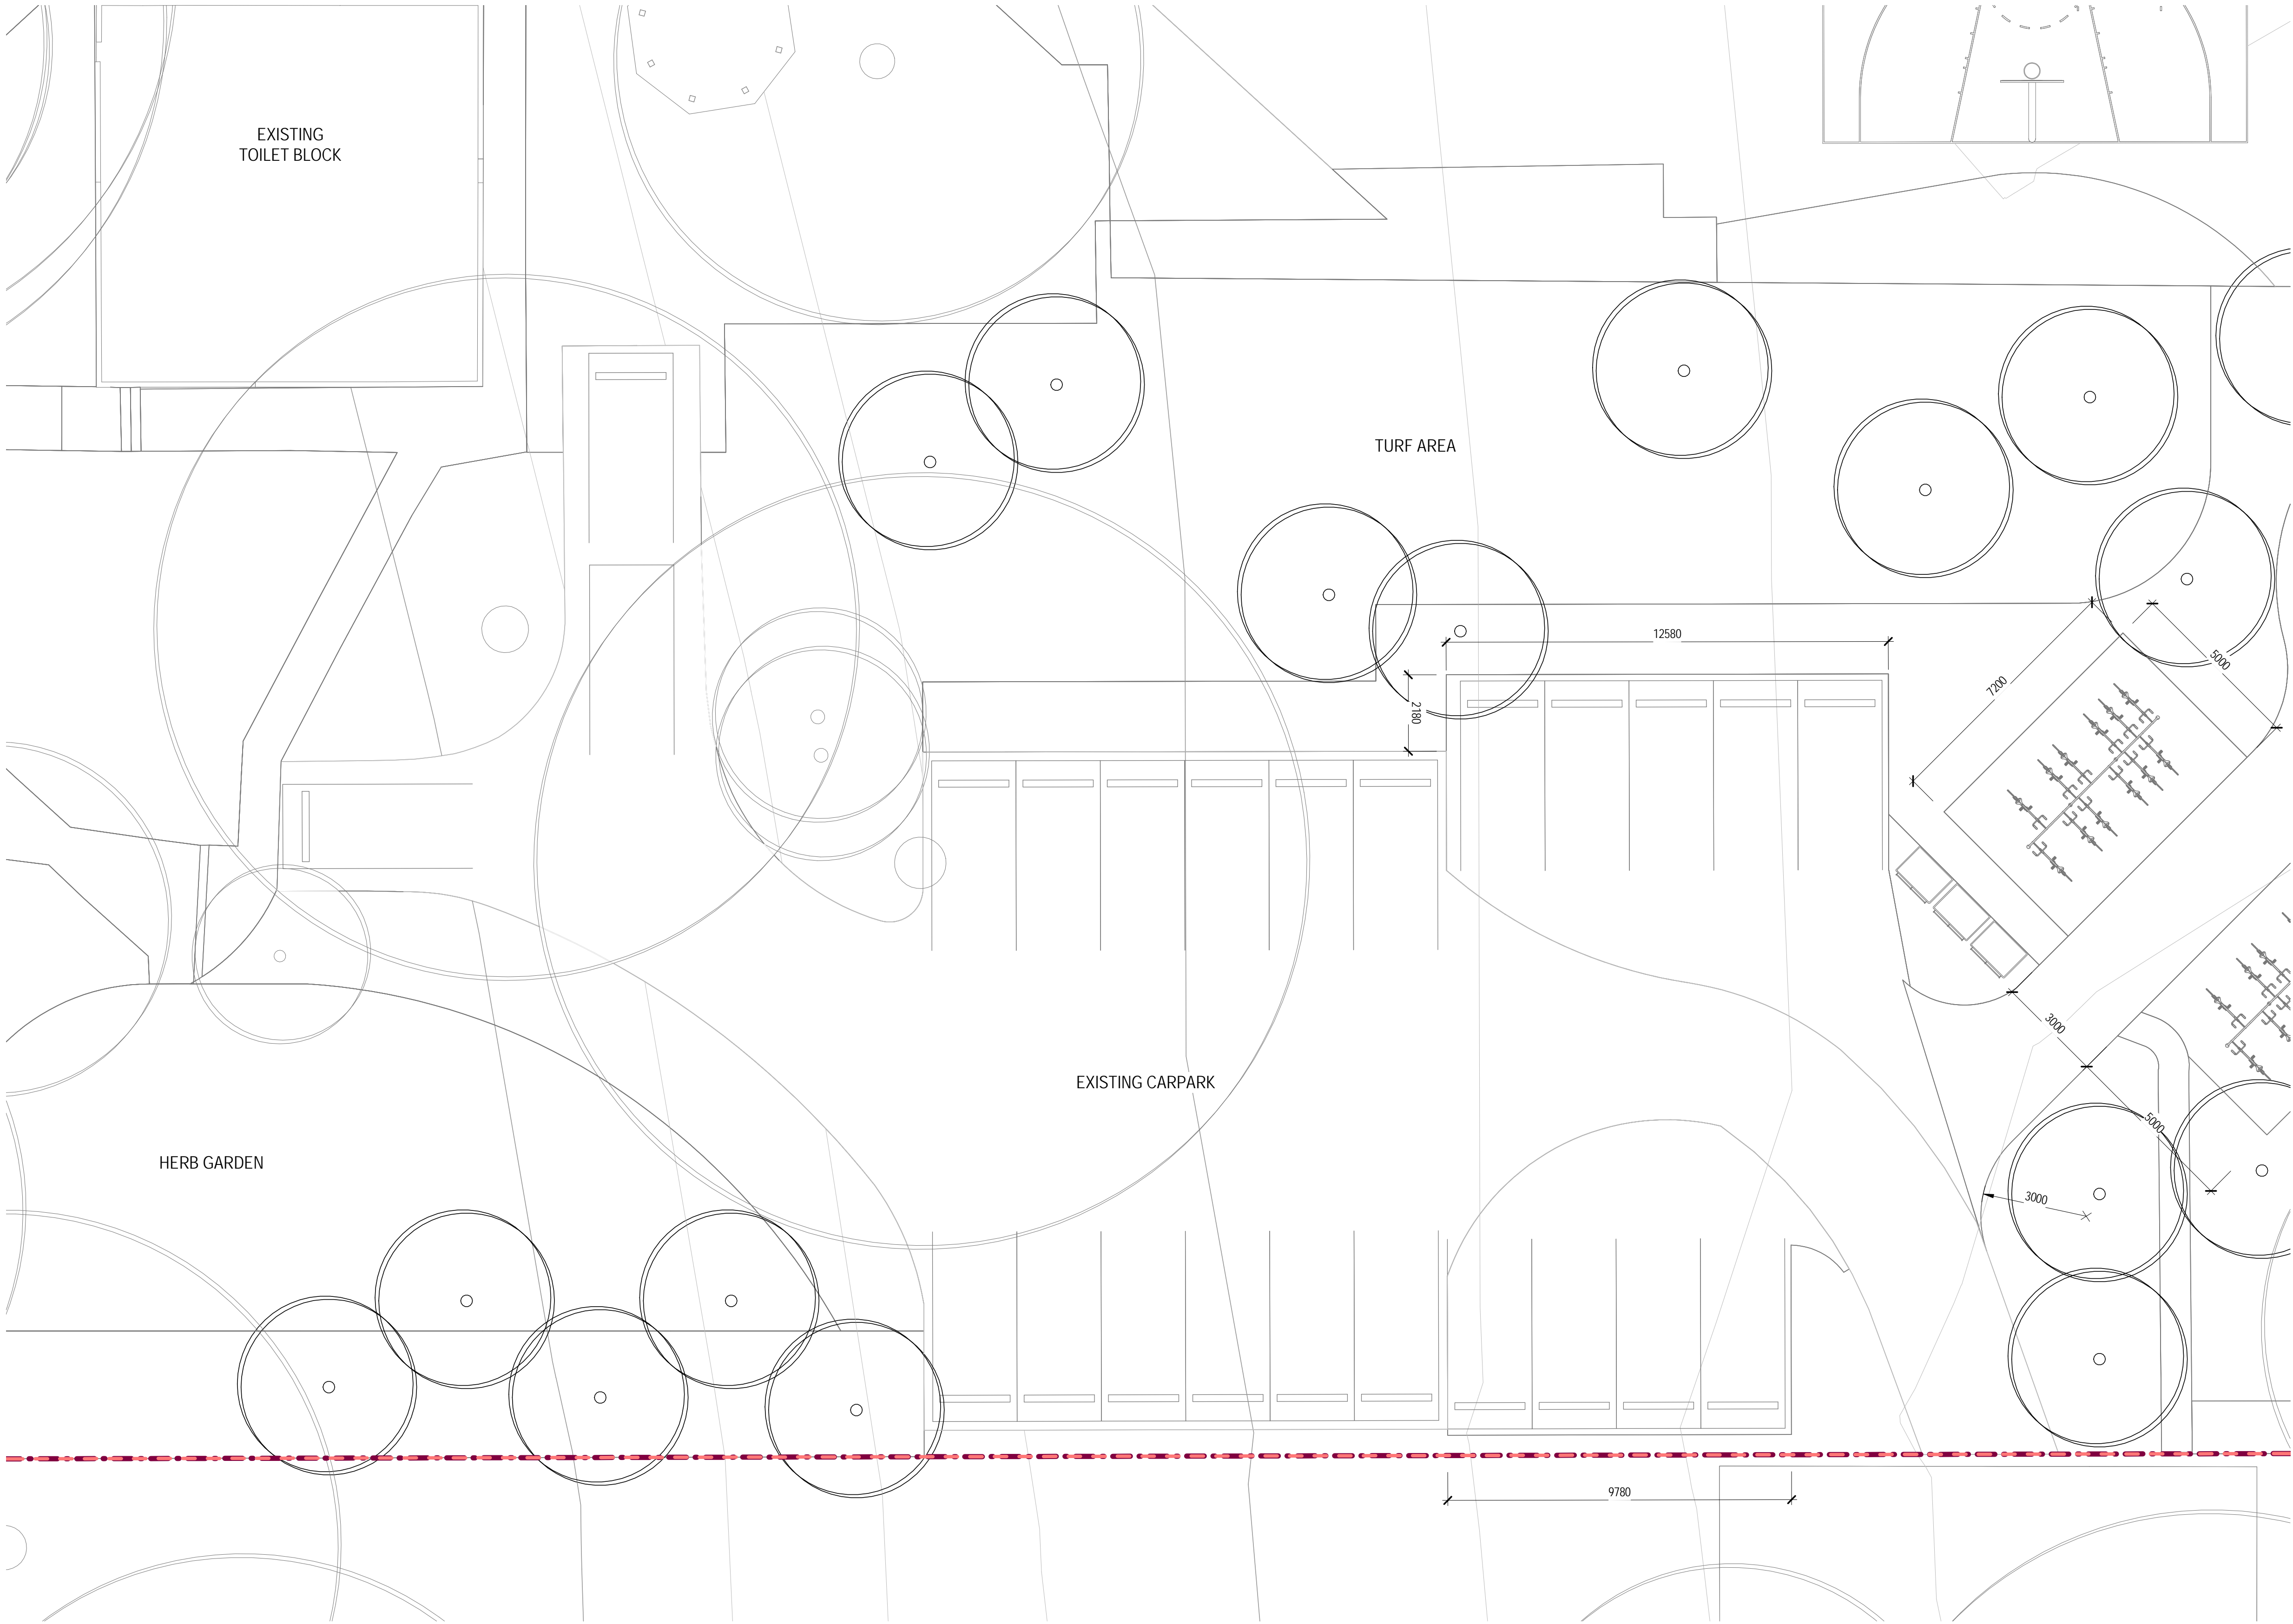 EXISTING
TOILET BLOCK
TURF AREA
12580
5000
7200
2180
3000
EXISTING CARPARK
5000
HERB GARDEN
3000
9780